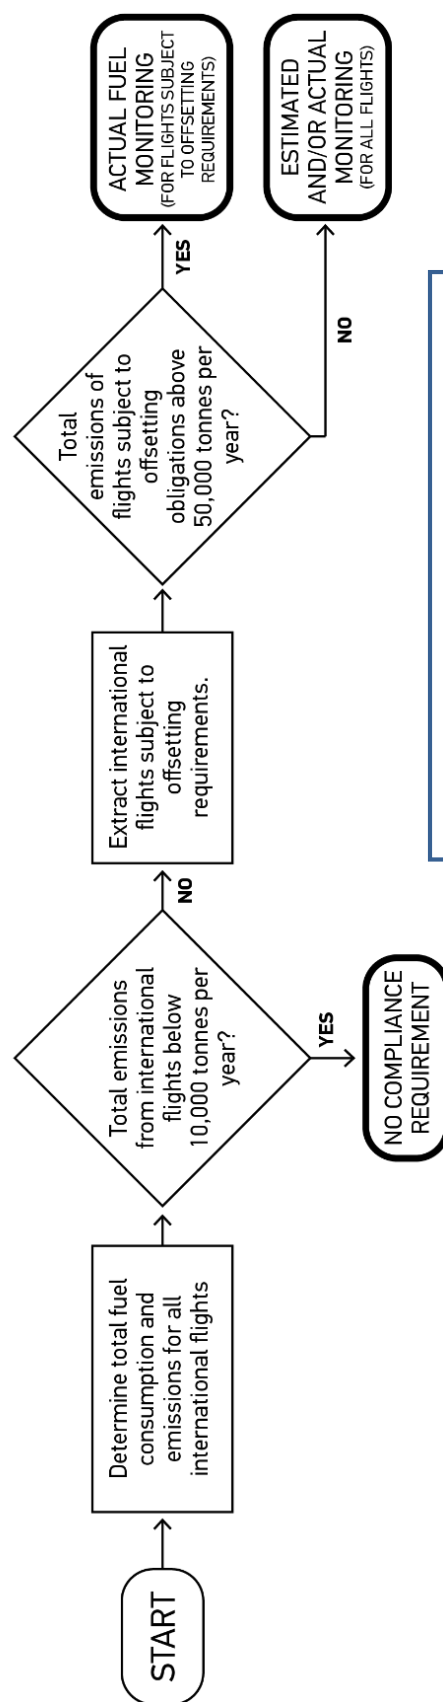 START
Determine total fuel
consumption and
emissions for all
international flights
Total emissions
from international
flights below
10,000 tonnes per
year?
YES
NO COMPLIANCE
REQUIREMENT
NO
Extract international
flights subject to
offsetting
requirements.
Total
emissions of
flights subject to
offsetting
obligations above
50,000 tonnes per
year?
YES
ACTUAL FUEL
MONITORING
(FOR FLIGHTS SUBJECT
TO OFFSETTING
REQUIREMENTS)
NO
ESTIMATED
AND/OR ACTUAL
MONITORING
(FOR ALL FLIGHTS)